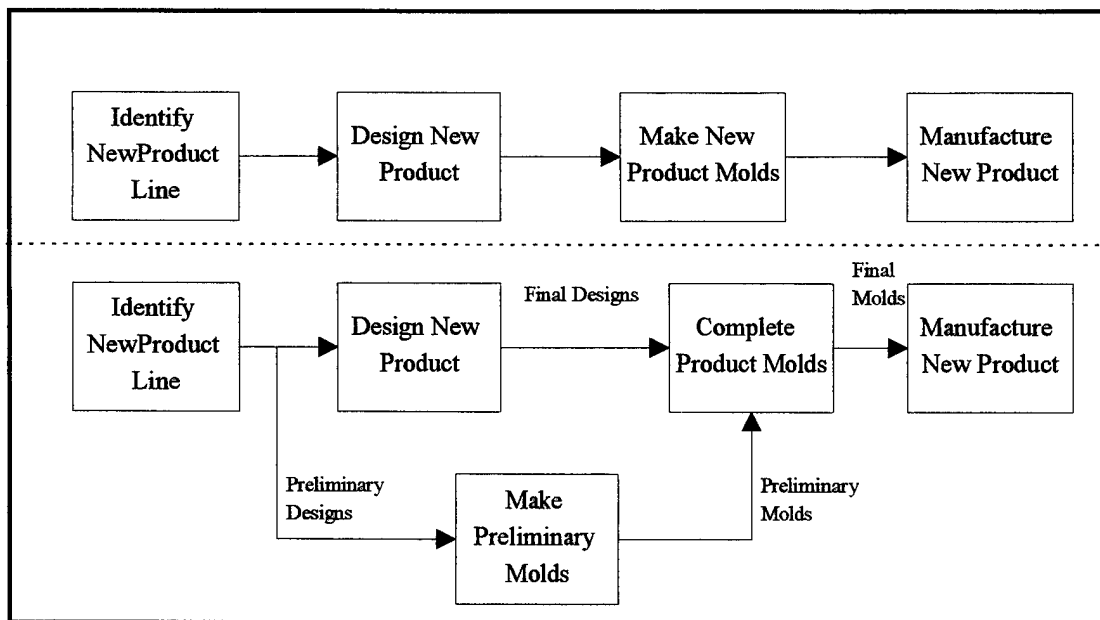 Identify
NewProduct
Line
Design New
Product
Make New
Product Molds
Manufacture
New Product
Identify
NewProduct
Line
Design New
Product
Final Designs
Complete
Product Molds
Final
Molds
Manufacture
New Product
Preliminary
Designs
Make
Preliminary
Molds
Preliminary
Molds